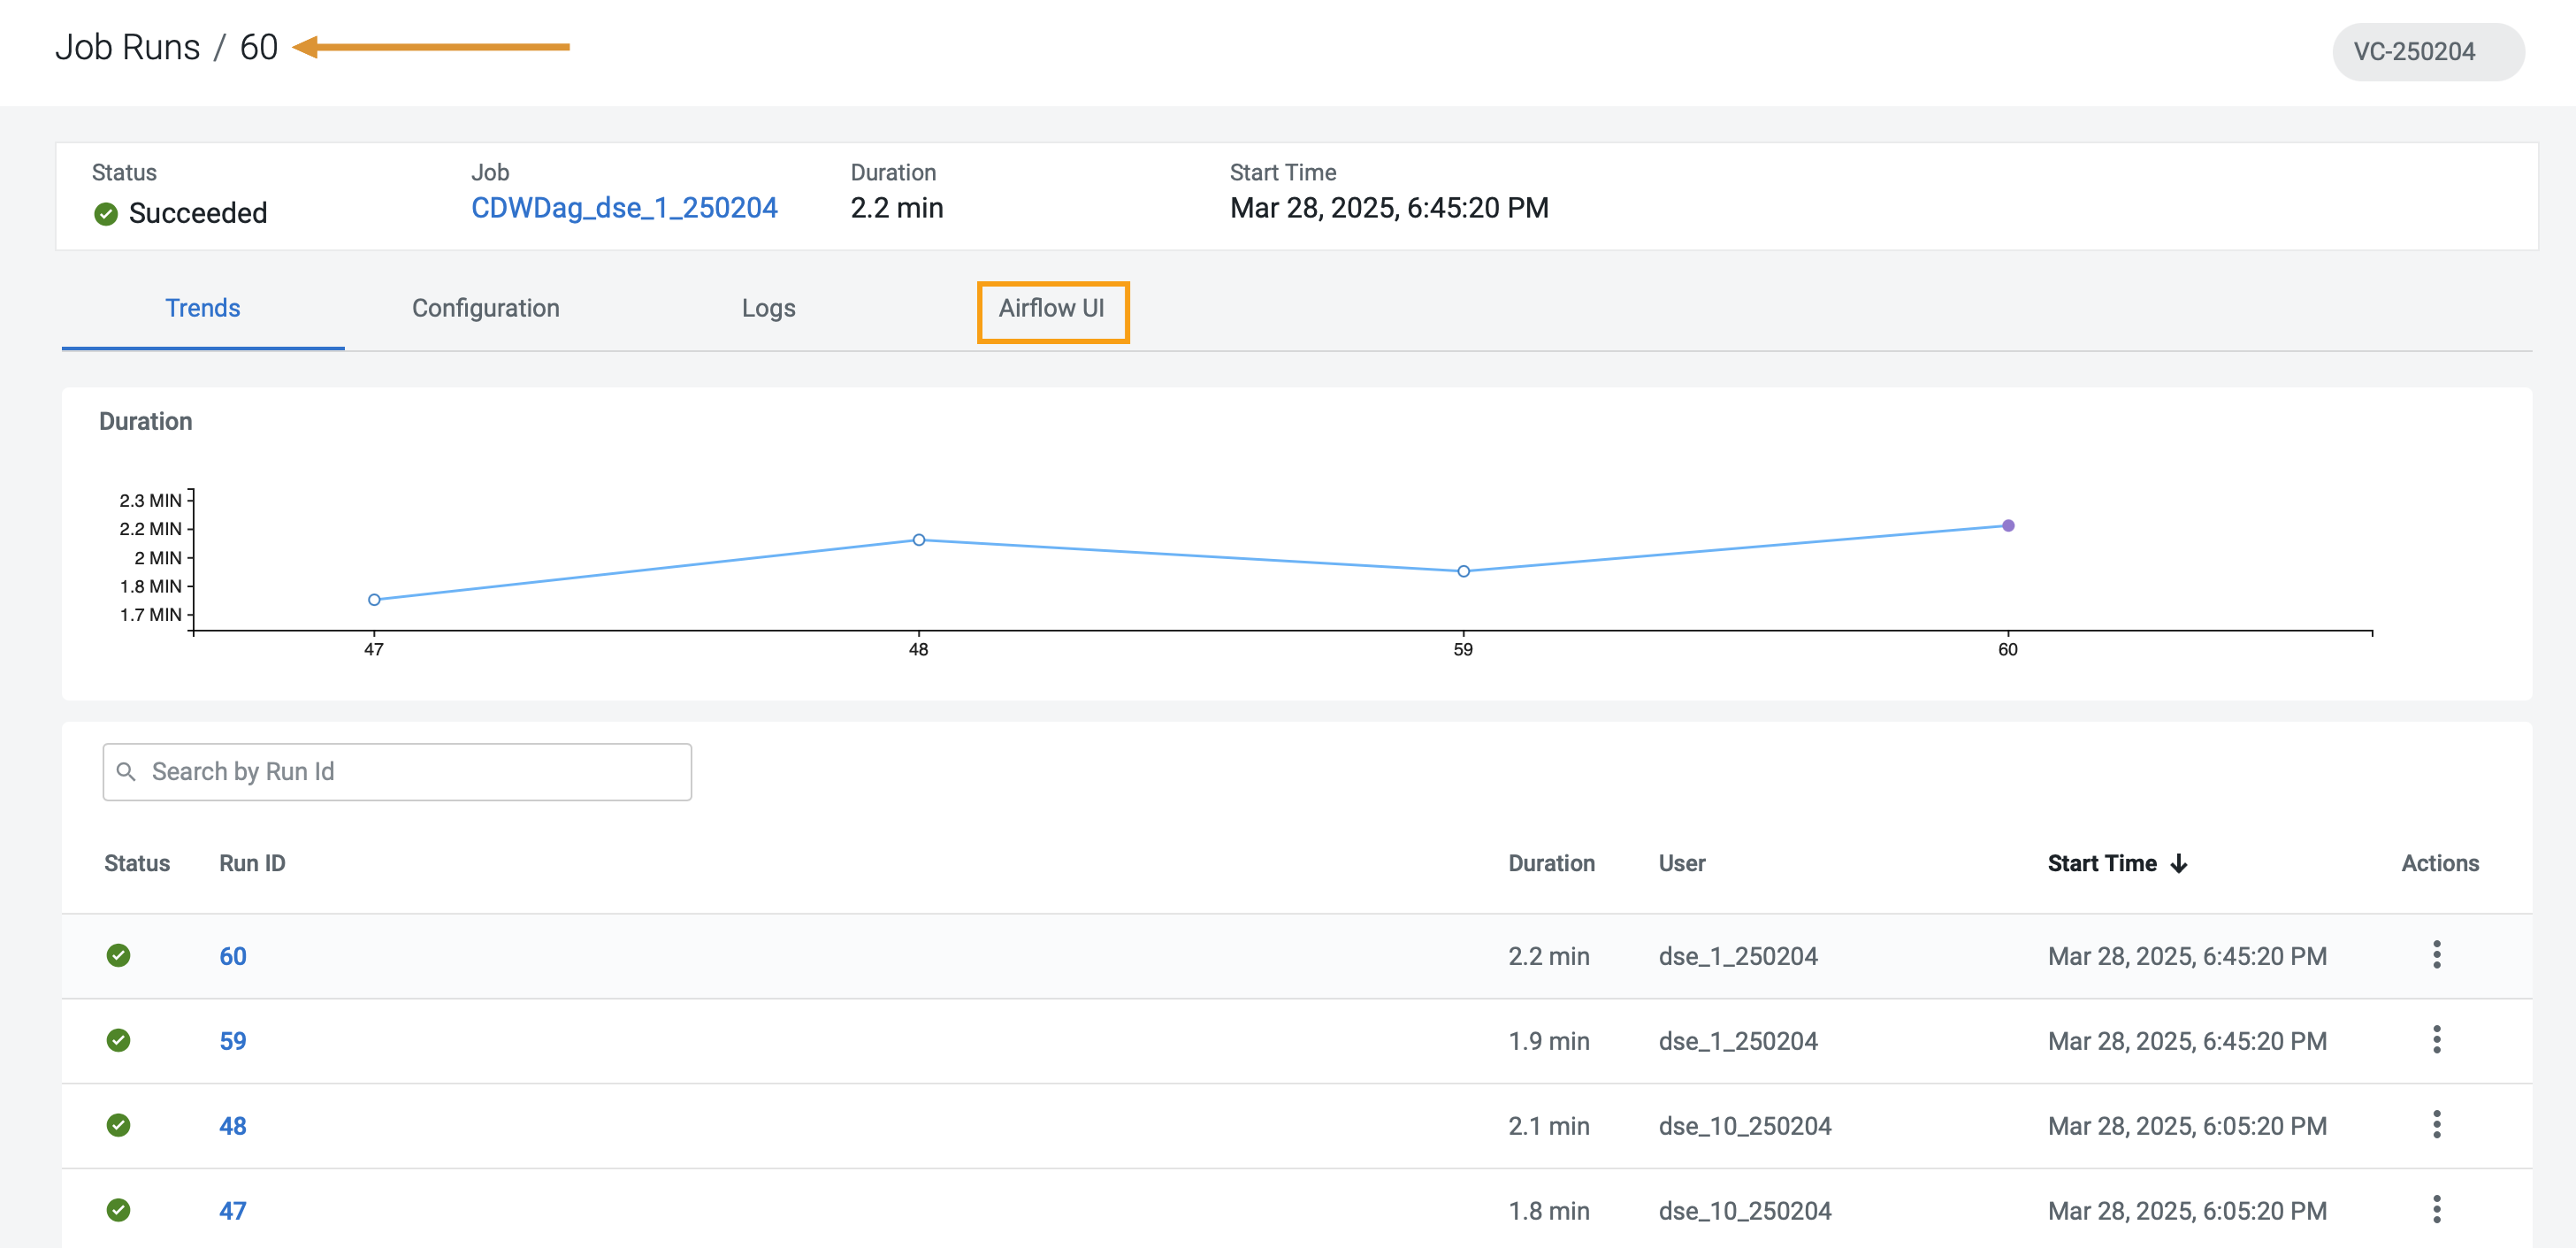 Job Runs / 60
VC-250204
Status Job Duration Start Time
Succeeded CDWDag_dse_1_250204 2.2 min Mar 28, 2025, 6:45:20 PM
Trends Configuration Logs Airflow UI
Duration
2.3 MIN
2.2 MIN
2 MIN
1.8 MIN
1.7 MIN
47 48 59 60
Search by Run Id
Status Run ID Duration User Start Time Actions
60 2.2 min dse_1_250204 Mar 28, 2025, 6:45:20 PM
59 1.9 min dse_1_250204 Mar 28, 2025, 6:45:20 PM
48 2.1 min dse_10_250204 Mar 28, 2025, 6:05:20 PM
47 1.8 min dse_10_250204 Mar 28, 2025, 6:05:20 PM